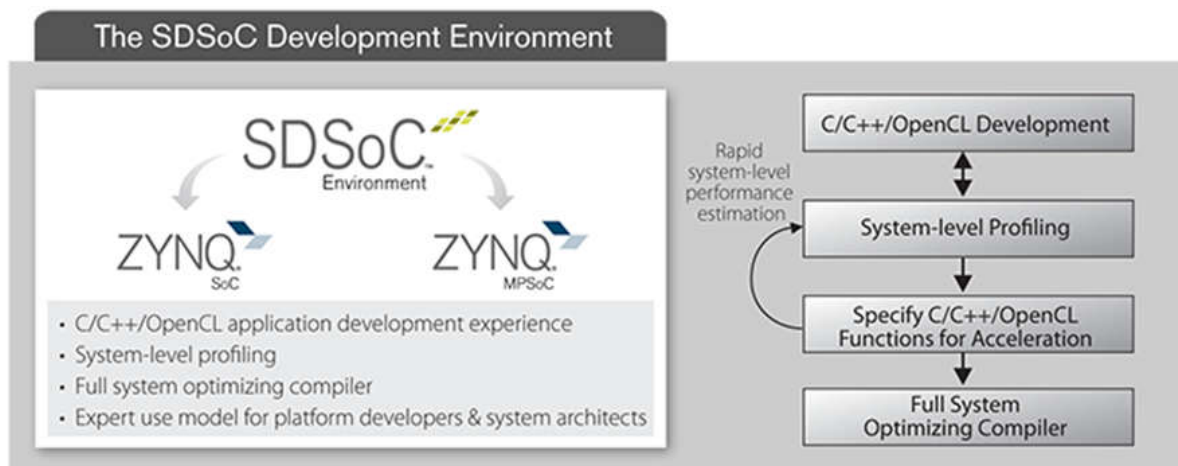 The SDSoC Development Environment
SDSoC™
Environment
ZYNQ®
SoC
ZYNQ®
MPSoC
• C/C++/OpenCL application development experience
• System-level profiling
• Full system optimizing compiler
• Expert use model for platform developers & system architects
C/C++/OpenCL Development
Rapid
system-level
performance
estimation
System-level Profiling
Specify C/C++/OpenCL
Functions for Acceleration
Full System
Optimizing Compiler